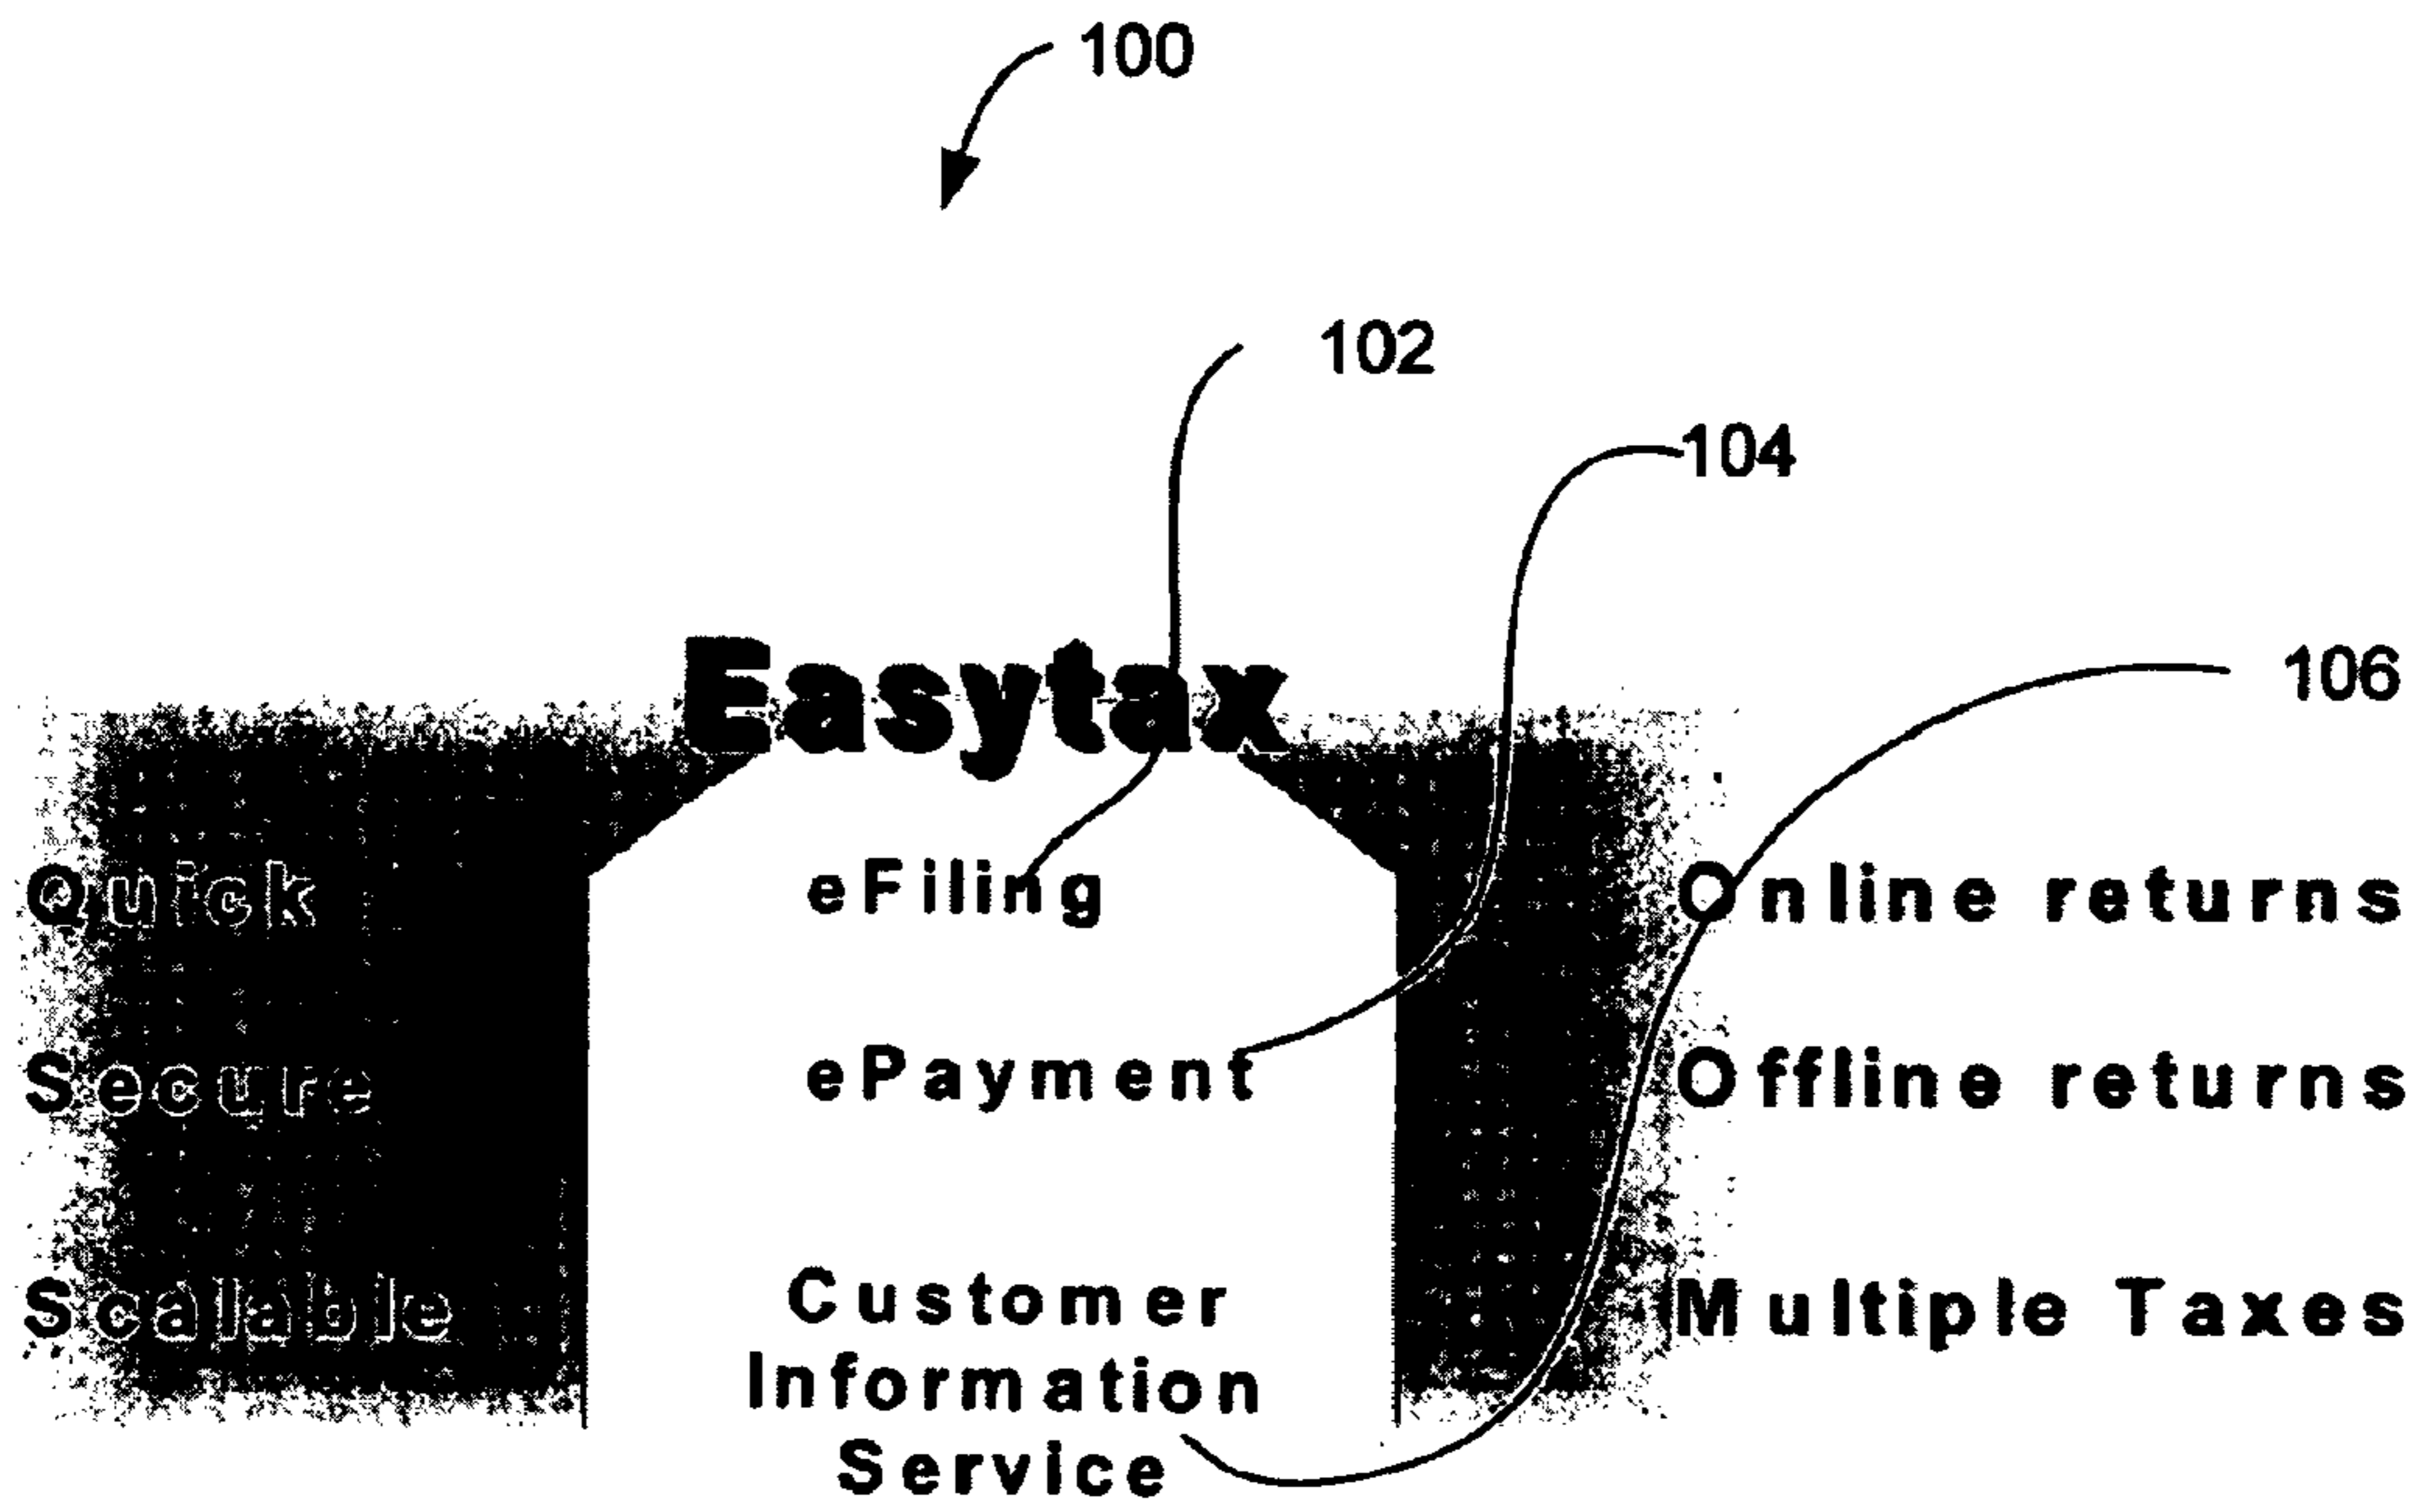 100
102
104
106
Easytax
Quick
eFiling
Online returns
Secure
ePayment
Offline returns
Scalable
Customer
Information
Service
Multiple Taxes